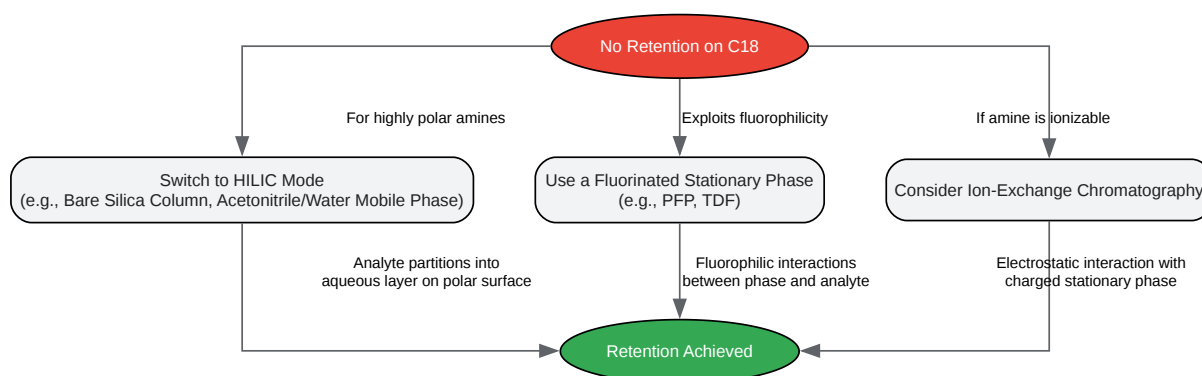 No Retention on C18
For highly polar amines
Exploits fluorophilicity
If amine is ionizable
Switch to HILIC Mode
(e.g., Bare Silica Column, Acetonitrile/Water Mobile Phase)
Use a Fluorinated Stationary Phase
(e.g., PFP, TDF)
Consider Ion-Exchange Chromatography
Analyte partitions into
aqueous layer on polar surface
Fluorophilic interactions
between phase and analyte
Electrostatic interaction with
charged stationary phase
Retention Achieved